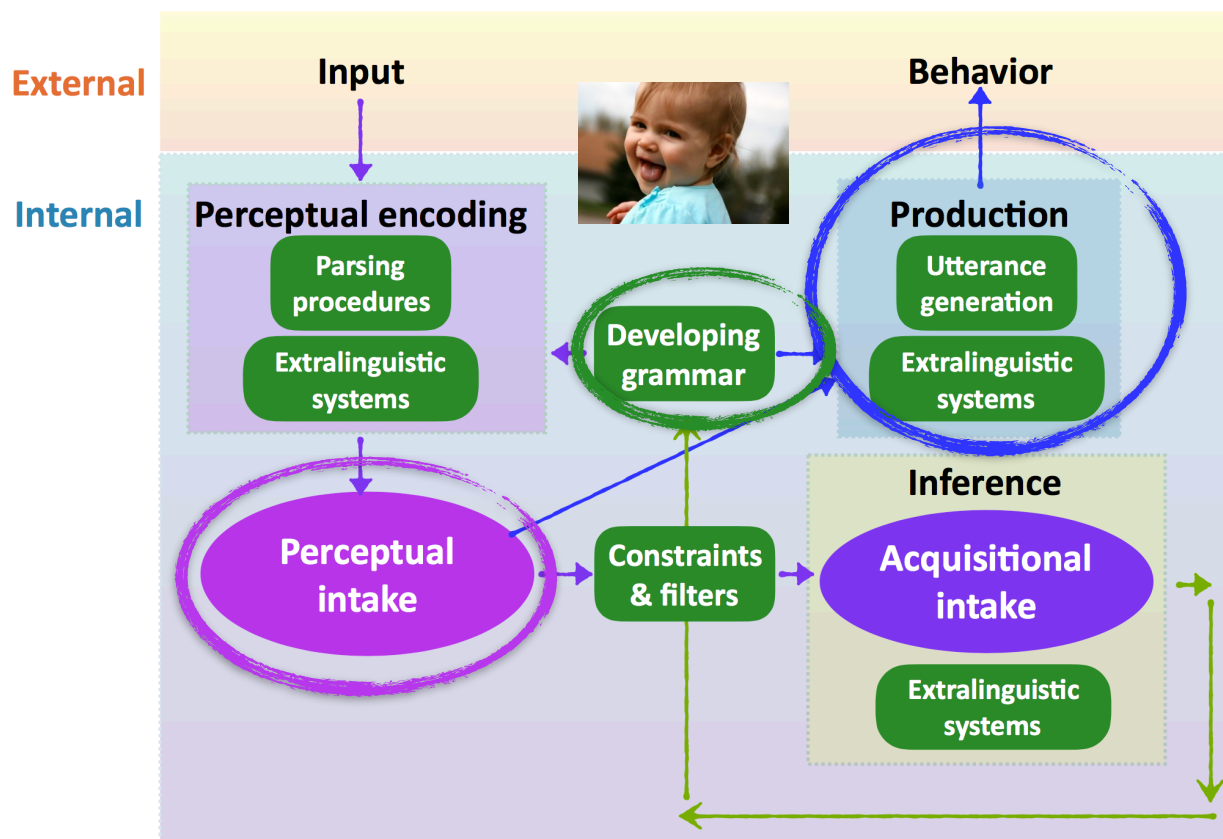 External
Input
Behavior
Internal
Perceptual encoding
Parsing
procedures
Extralinguistic
systems
Developing
grammar
Production
Utterance
generation
Extralinguistic
systems
Perceptual
intake
Constraints
& filters
Inference
Acquisitional
intake
Extralinguistic
systems